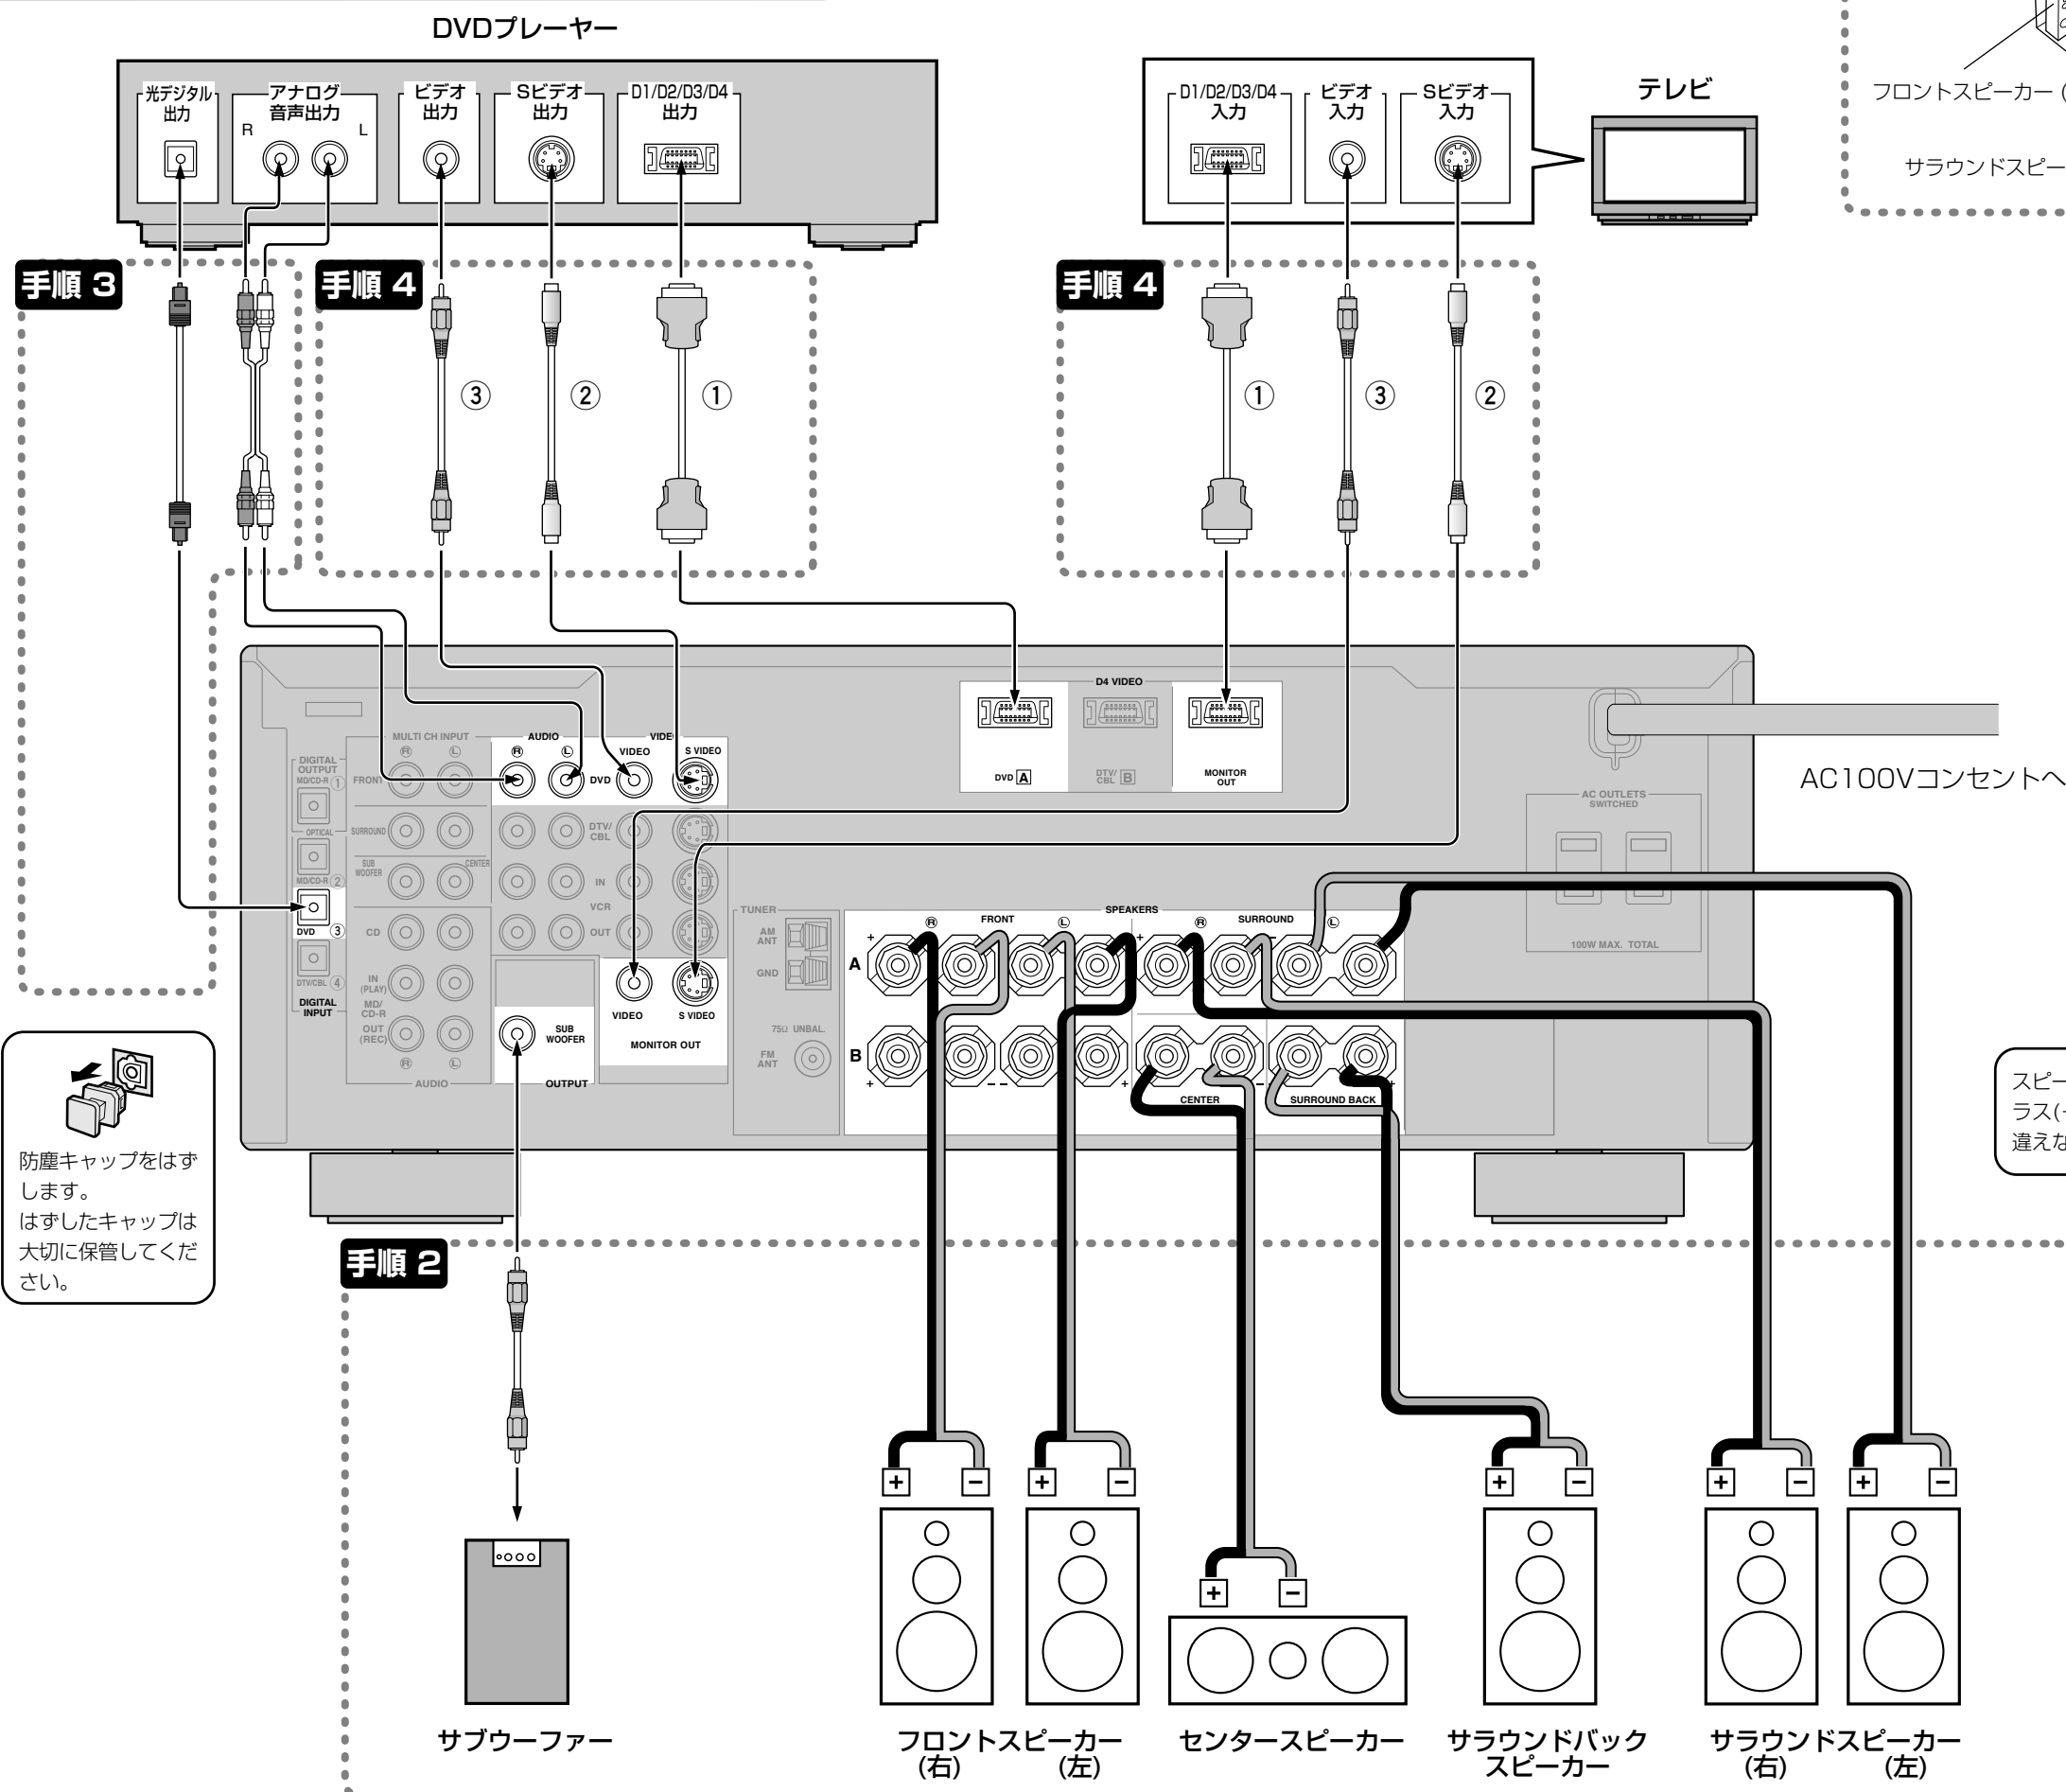 DVDプレーヤー
光デジタル
出力
アナログ
音声出力
R
L
ビデオ
出力
Sビデオ
出力
D1/D2/D3/D4
出力
D1/D2/D3/D4
入力
ビデオ
入力
Sビデオ
入力
テレビ
フロントスピーカー (
サラウンドスピー
手順 3
手順 4
手順 4
③
②
①
①
③
②
D4 VIDEO
DVD A
DTV/
CBL B
MONITOR
OUT
MULTI CH INPUT
AUDIO
VIDEO
R
L
R
L
VIDEO
S VIDEO
DIGITAL
OUTPUT
MD/CD-R ①
FRONT
DVD
OPTICAL
SURROUND
DTV/
CBL
SUB
WOOFER
CENTER
MD/CD-R ②
IN
VCR
OUT
DVD ③
CD
DTV/CBL ④
DIGITAL
INPUT
IN
(PLAY)
MD/
CD-R
OUT
(REC)
R
L
AUDIO
SUB
WOOFER
OUTPUT
VIDEO
S VIDEO
MONITOR OUT
TUNER
AM
ANT
GND
75Ω UNBAL.
FM
ANT
SPEAKERS
R
FRONT
L
R
SURROUND
L
A
B
+
+
−
+
− −
+
−
−
+
CENTER
SURROUND BACK
AC OUTLETS
SWITCHED
100W MAX. TOTAL
AC100Vコンセントへ
防塵キャップをはず
します。
はずしたキャップは
大切に保管してくだ
さい。
スピー
ラス(
違えな
手順 2
+
−
+
−
+
−
+
−
+
−
+
−
サブウーファー
フロントスピーカー
(右)
(左)
センタースピーカー
サラウンドバック
スピーカー
サラウンドスピーカー
(右)
(左)